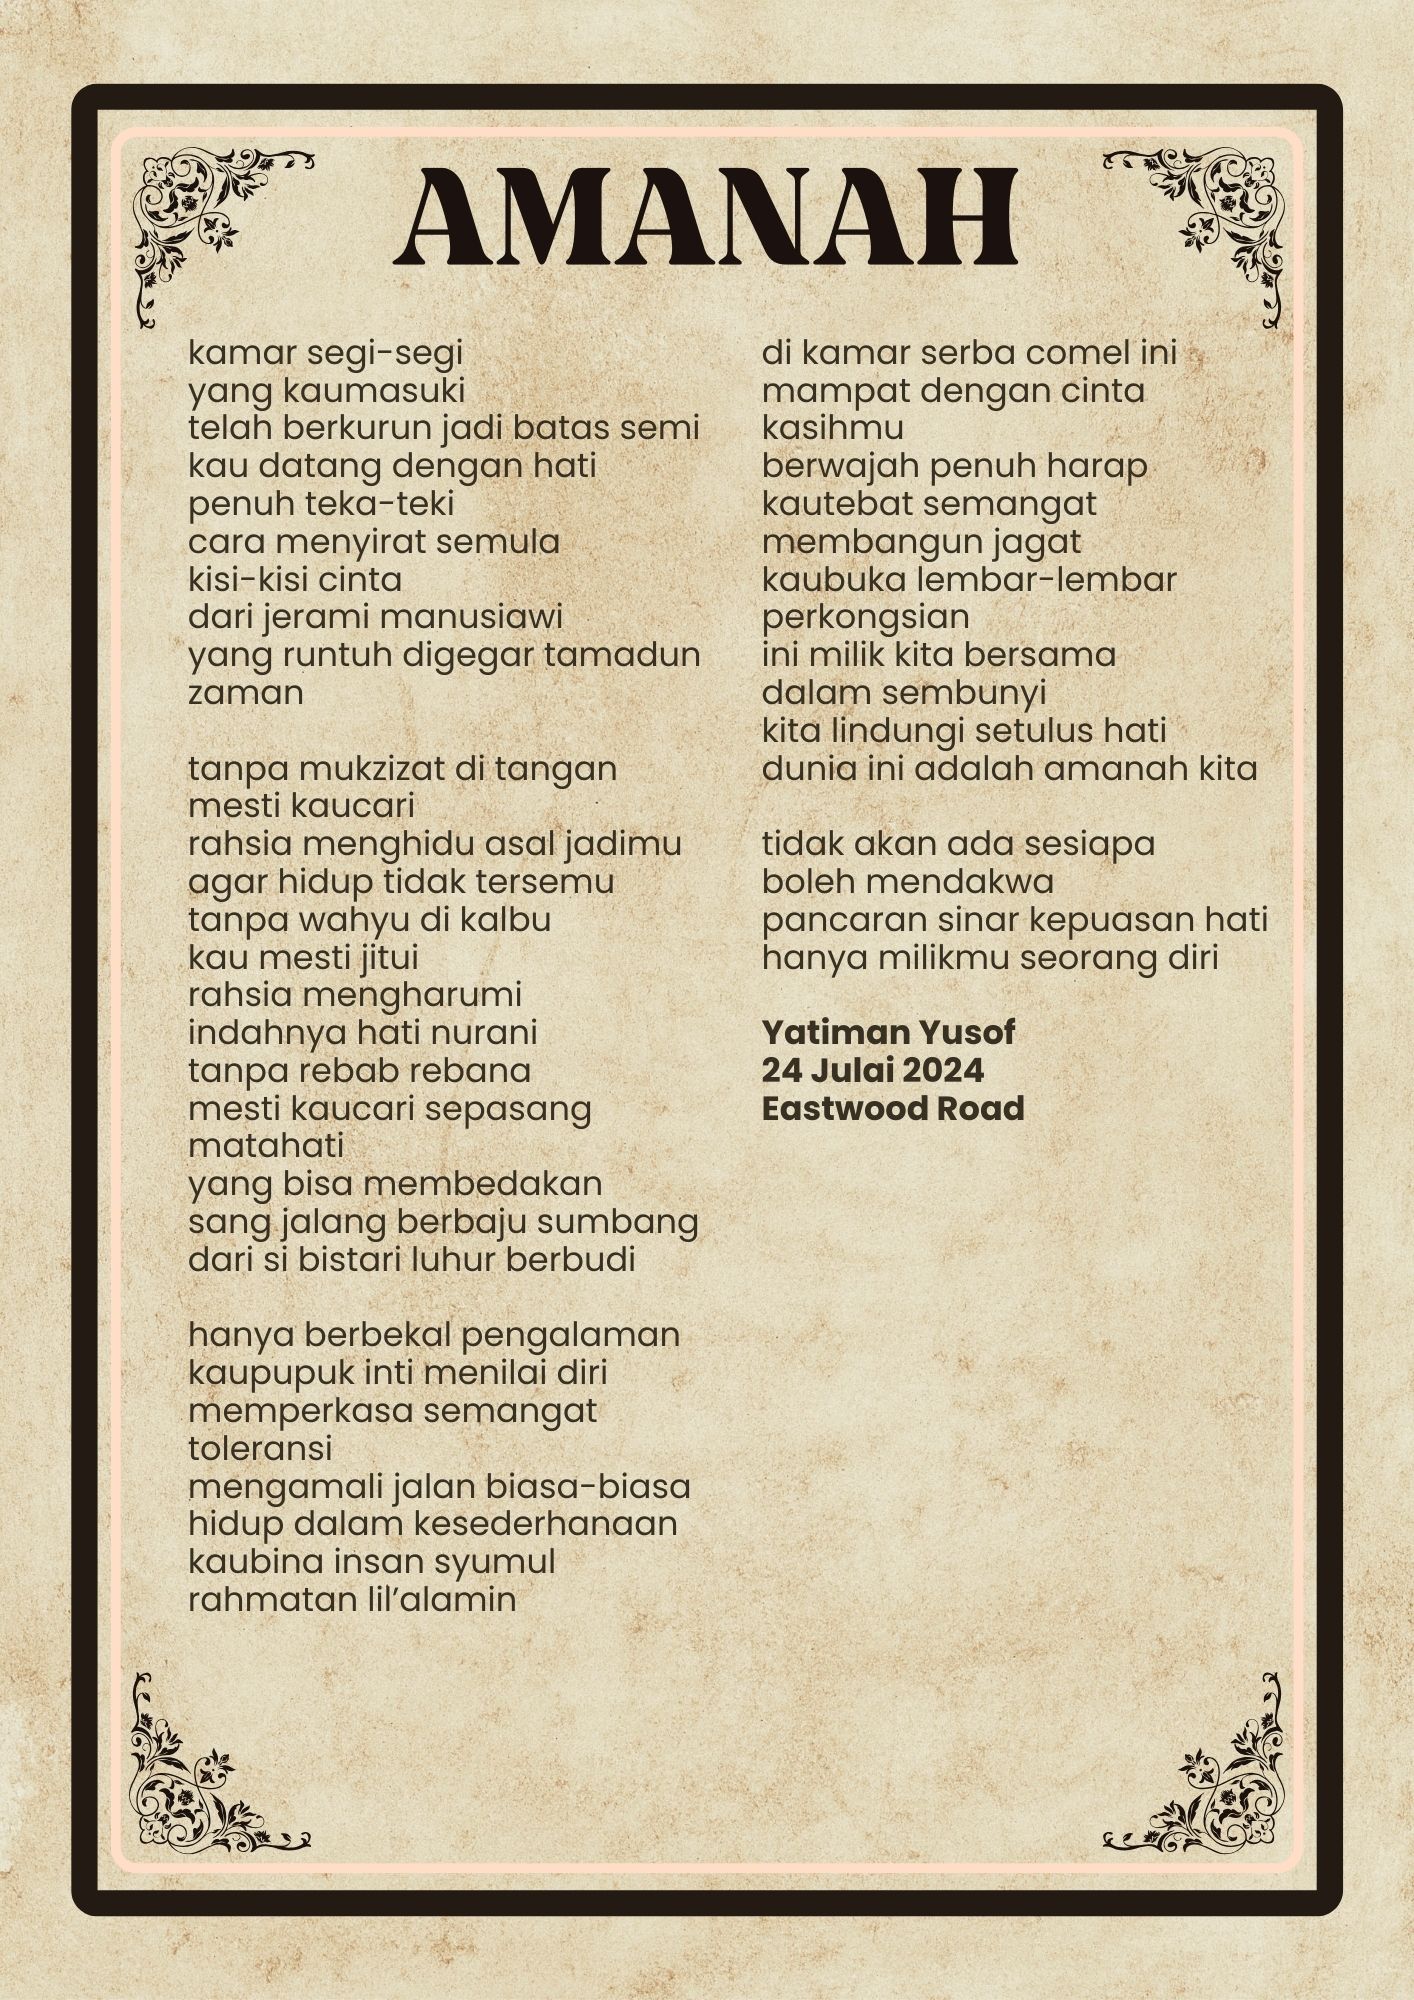 AMANAH
kamar segi-segi
yang kaumasuki
telah berkurun jadi batas semi
kau datang dengan hati
penuh teka-teki
cara menyirat semula
kisi-kisi cinta
dari jerami manusiawi
yang runtuh digegar tamadun
zaman

tanpa mukzizat di tangan
mesti kaucari
rahsia menghidu asal jadimu
agar hidup tidak tersemu
tanpa wahyu di kalbu
kau mesti jitui
rahsia mengharumi
indahnya hati nurani
tanpa rebab rebana
mesti kaucari sepasang
matahati
yang bisa membedakan
sang jalang berbaju sumbang
dari si bistari luhur berbudi

hanya berbekal pengalaman
kaupupuk inti menilai diri
memperkasa semangat
toleransi
mengamali jalan biasa-biasa
hidup dalam kesederhanaan
kaubina insan syumul
rahmatan lil’alamin

di kamar serba comel ini
mampat dengan cinta
kasihmu
berwajah penuh harap
kautebat semangat
membangun jagat
kaubuka lembar-lembar
perkongsian
ini milik kita bersama
dalam sembunyi
kita lindungi setulus hati
dunia ini adalah amanah kita

tidak akan ada sesiapa
boleh mendakwa
pancaran sinar kepuasan hati
hanya milikmu seorang diri

Yatiman Yusof
24 Julai 2024
Eastwood Road